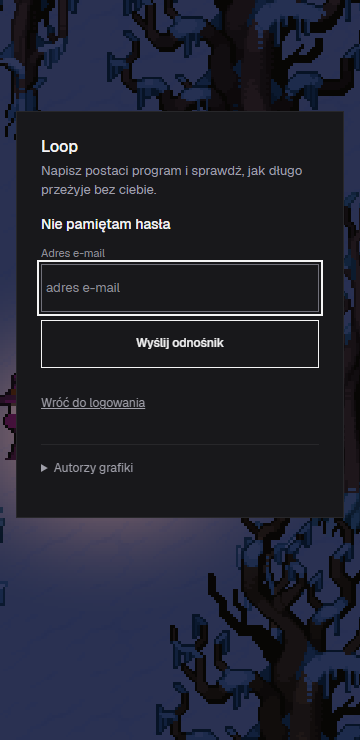 Loop
Napisz postaci program i sprawdź, jak długo
przeżyje bez ciebie.
Nie pamiętam hasła
Adres e-mail
adres e-mail
Wyślij odnośnik
Wróć do logowania
Autorzy grafiki